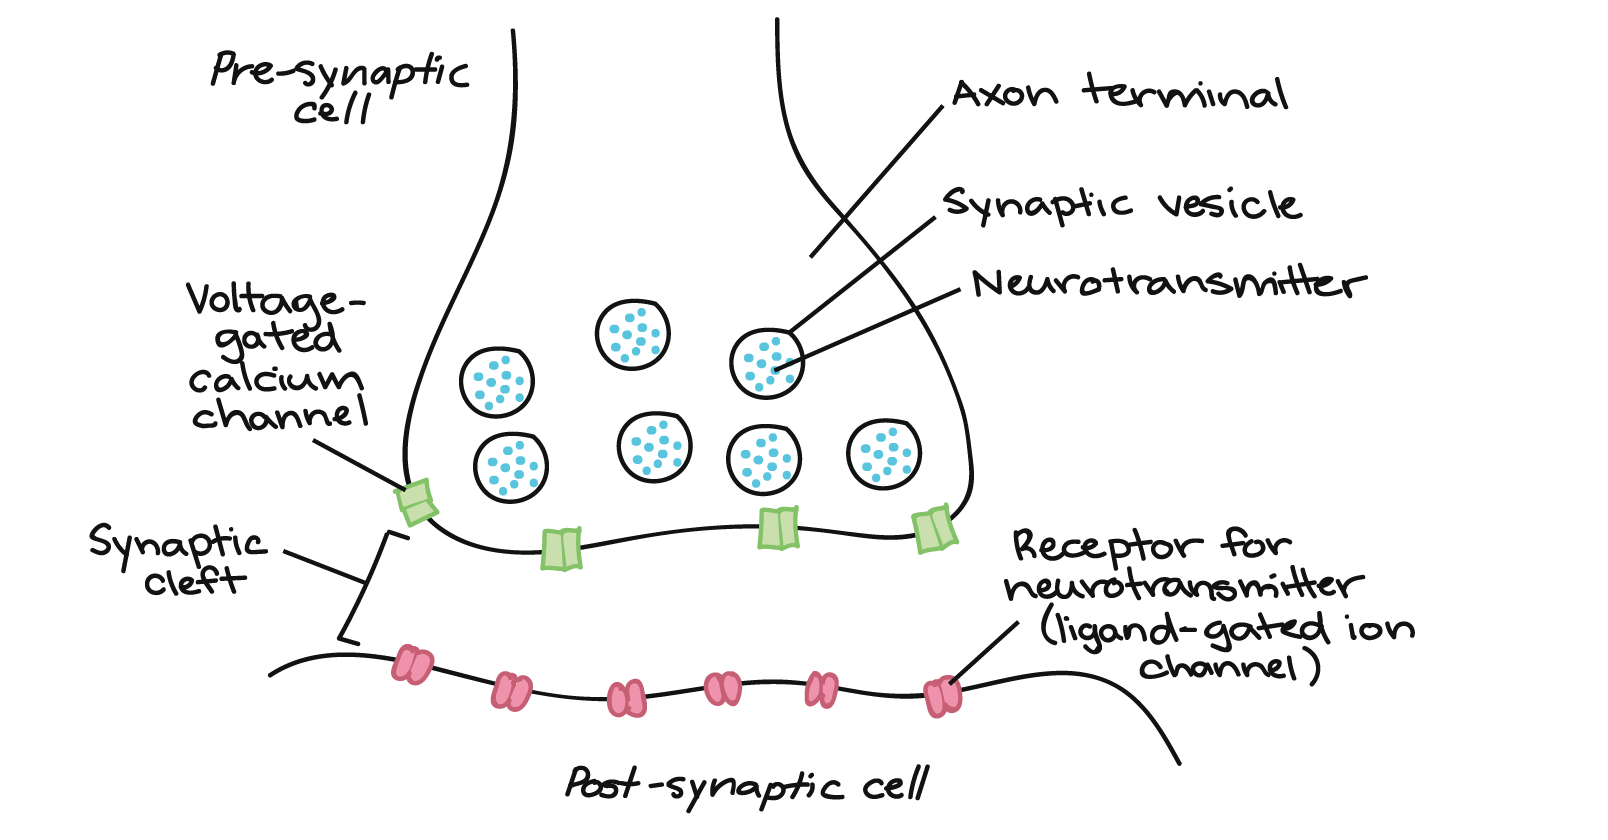 Pre-synaptic
cell
Axon terminal
Synaptic vesicle
Neurotransmitter
Voltage-
gated
calcium
channel
Synaptic
cleft
Receptor for
neurotransmitter
(ligand-gated ion
channel)
Post-synaptic cell